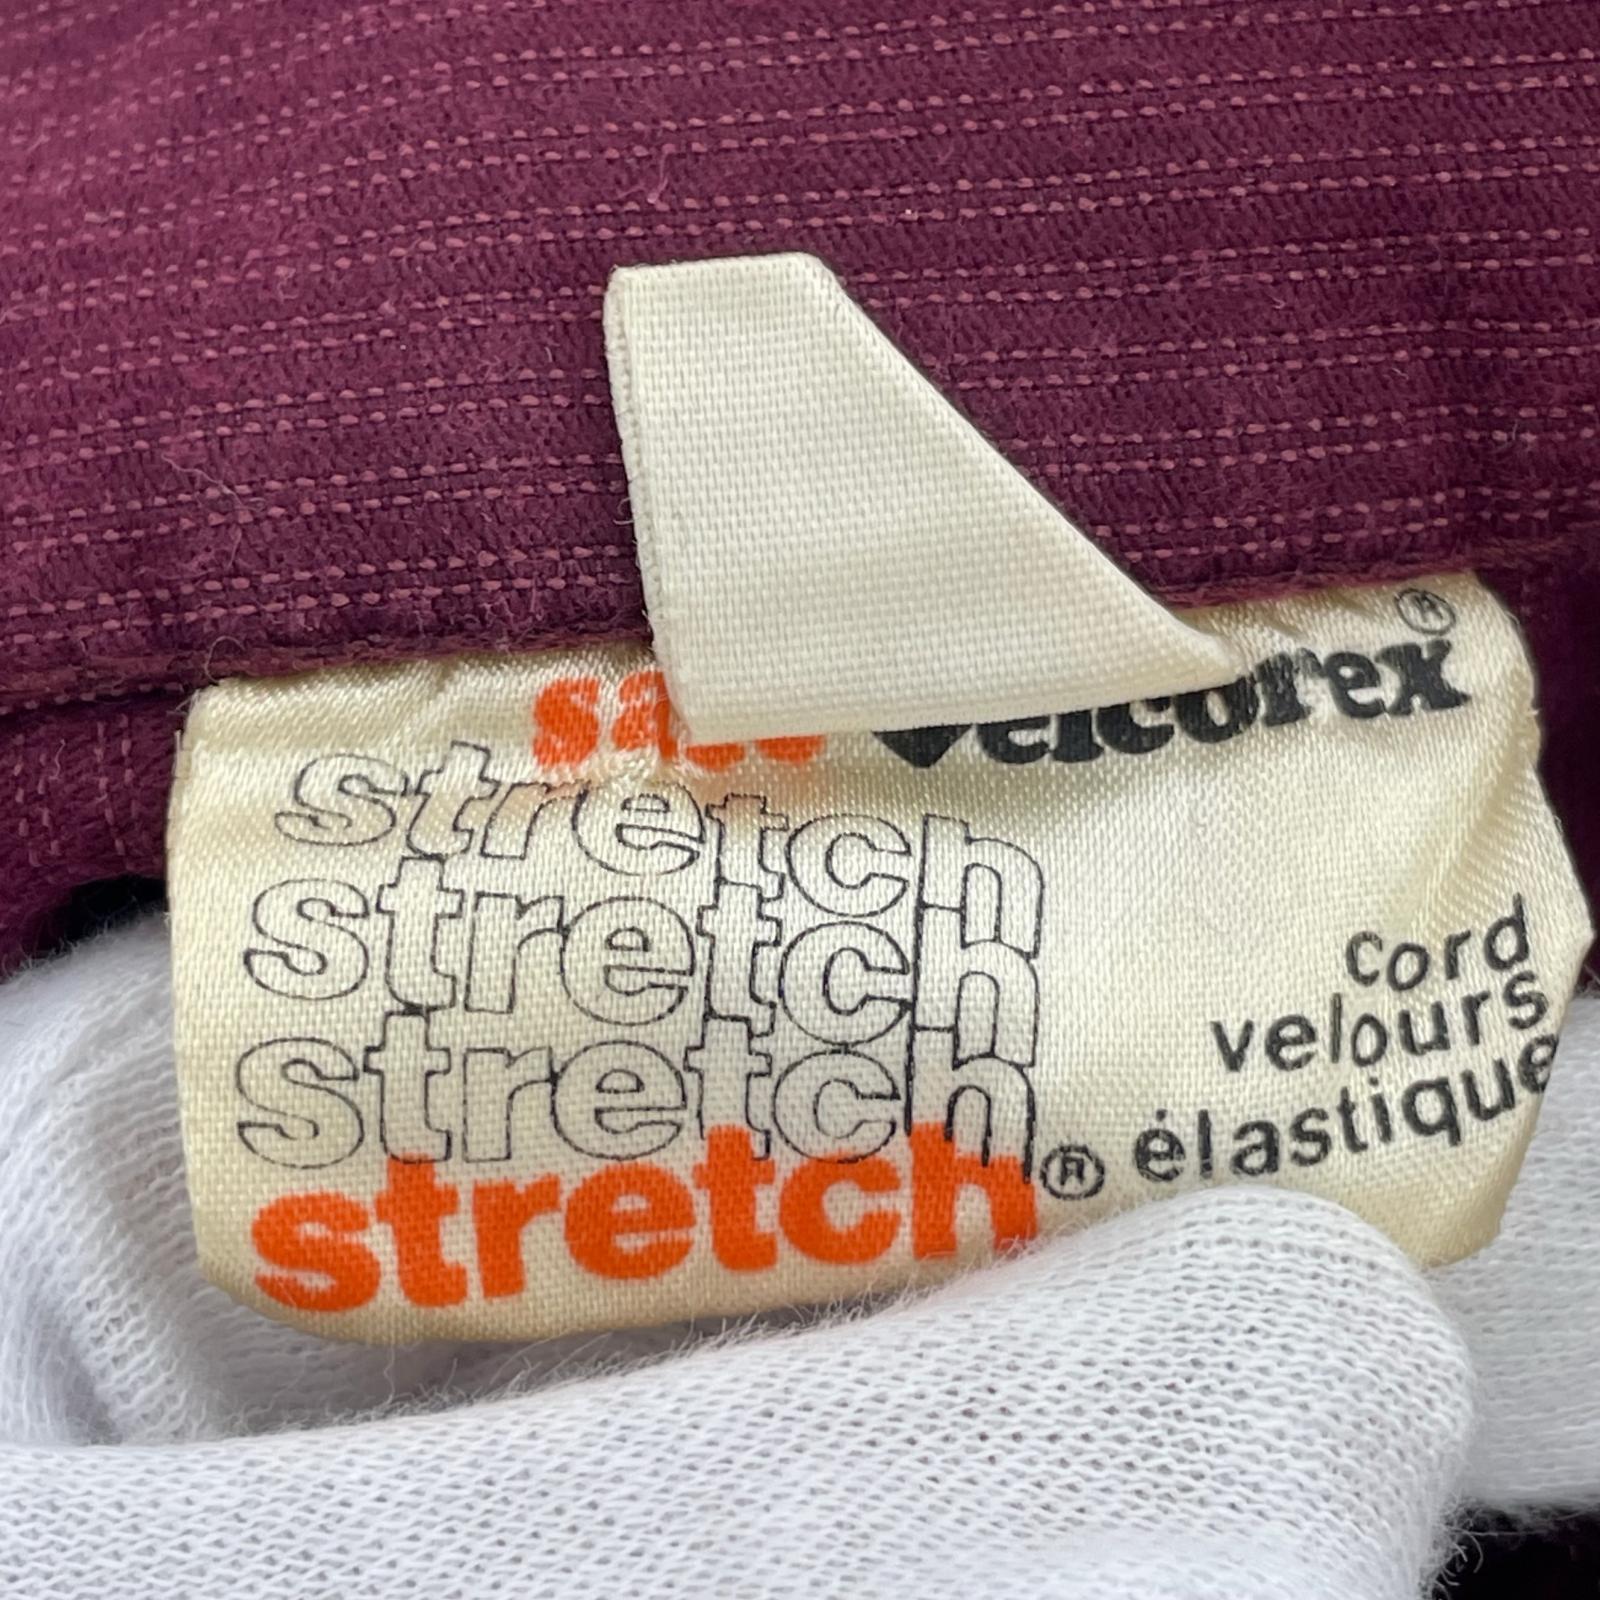 velcorex®
stretch
stretch
stretch
stretch®
cord
velours
élastique